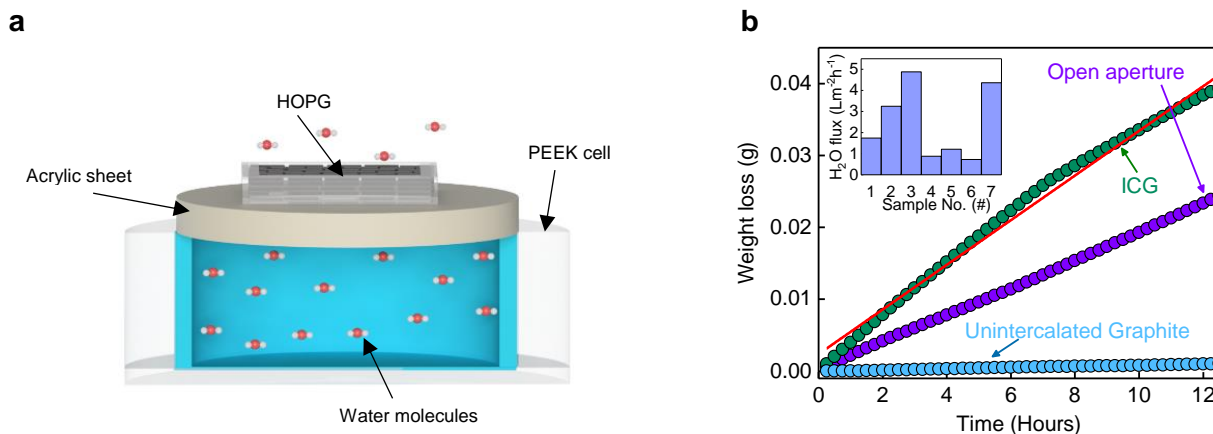 a
HOPG
PEEK cell
Acrylic sheet
Water molecules
b
Weight loss (g)
0.04
0.03
0.02
0.01
0.00
0 2 4 6 8 10 12
Time (Hours)
Open aperture
ICG
Unintercalated Graphite
H2O flux (Lm-2h-1)
5
4
3
2
1
0
1 2 3 4 5 6 7
Sample No. (#)